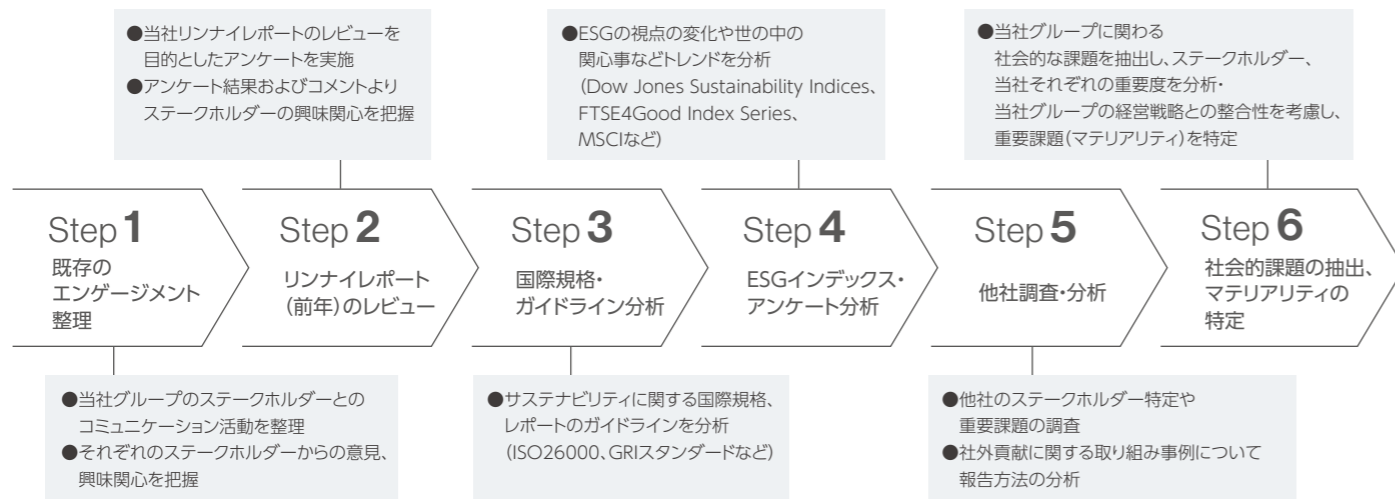 ●当社リンナイレポートのレビューを
目的としたアンケートを実施
●アンケート結果およびコメントより
ステークホルダーの興味関心を把握
●ESGの視点の変化や世の中の
関心事などトレンドを分析
（Dow Jones Sustainability Indices、
FTSE4Good Index Series、
MSCIなど）
●当社グループに関わる
社会的な課題を抽出し、ステークホルダー、
当社それぞれの重要度を分析・
当社グループの経営戦略との整合性を考慮し、
重要課題（マテリアリティ）を特定
Step 1
既存の
エンゲージメント
整理
Step 2
リンナイレポート
（前年）のレビュー
Step 3
国際規格・
ガイドライン分析
Step 4
ESGインデックス・
アンケート分析
Step 5
他社調査・分析
Step 6
社会的課題の抽出、
マテリアリティの
特定
●当社グループのステークホルダーとの
コミュニケーション活動を整理
●それぞれのステークホルダーからの意見、
興味関心を把握
●サステナビリティに関する国際規格、
レポートのガイドラインを分析
（ISO26000、GRIスタンダードなど）
●他社のステークホルダー特定や
重要課題の調査
●社外貢献に関する取り組み事例について
報告方法の分析